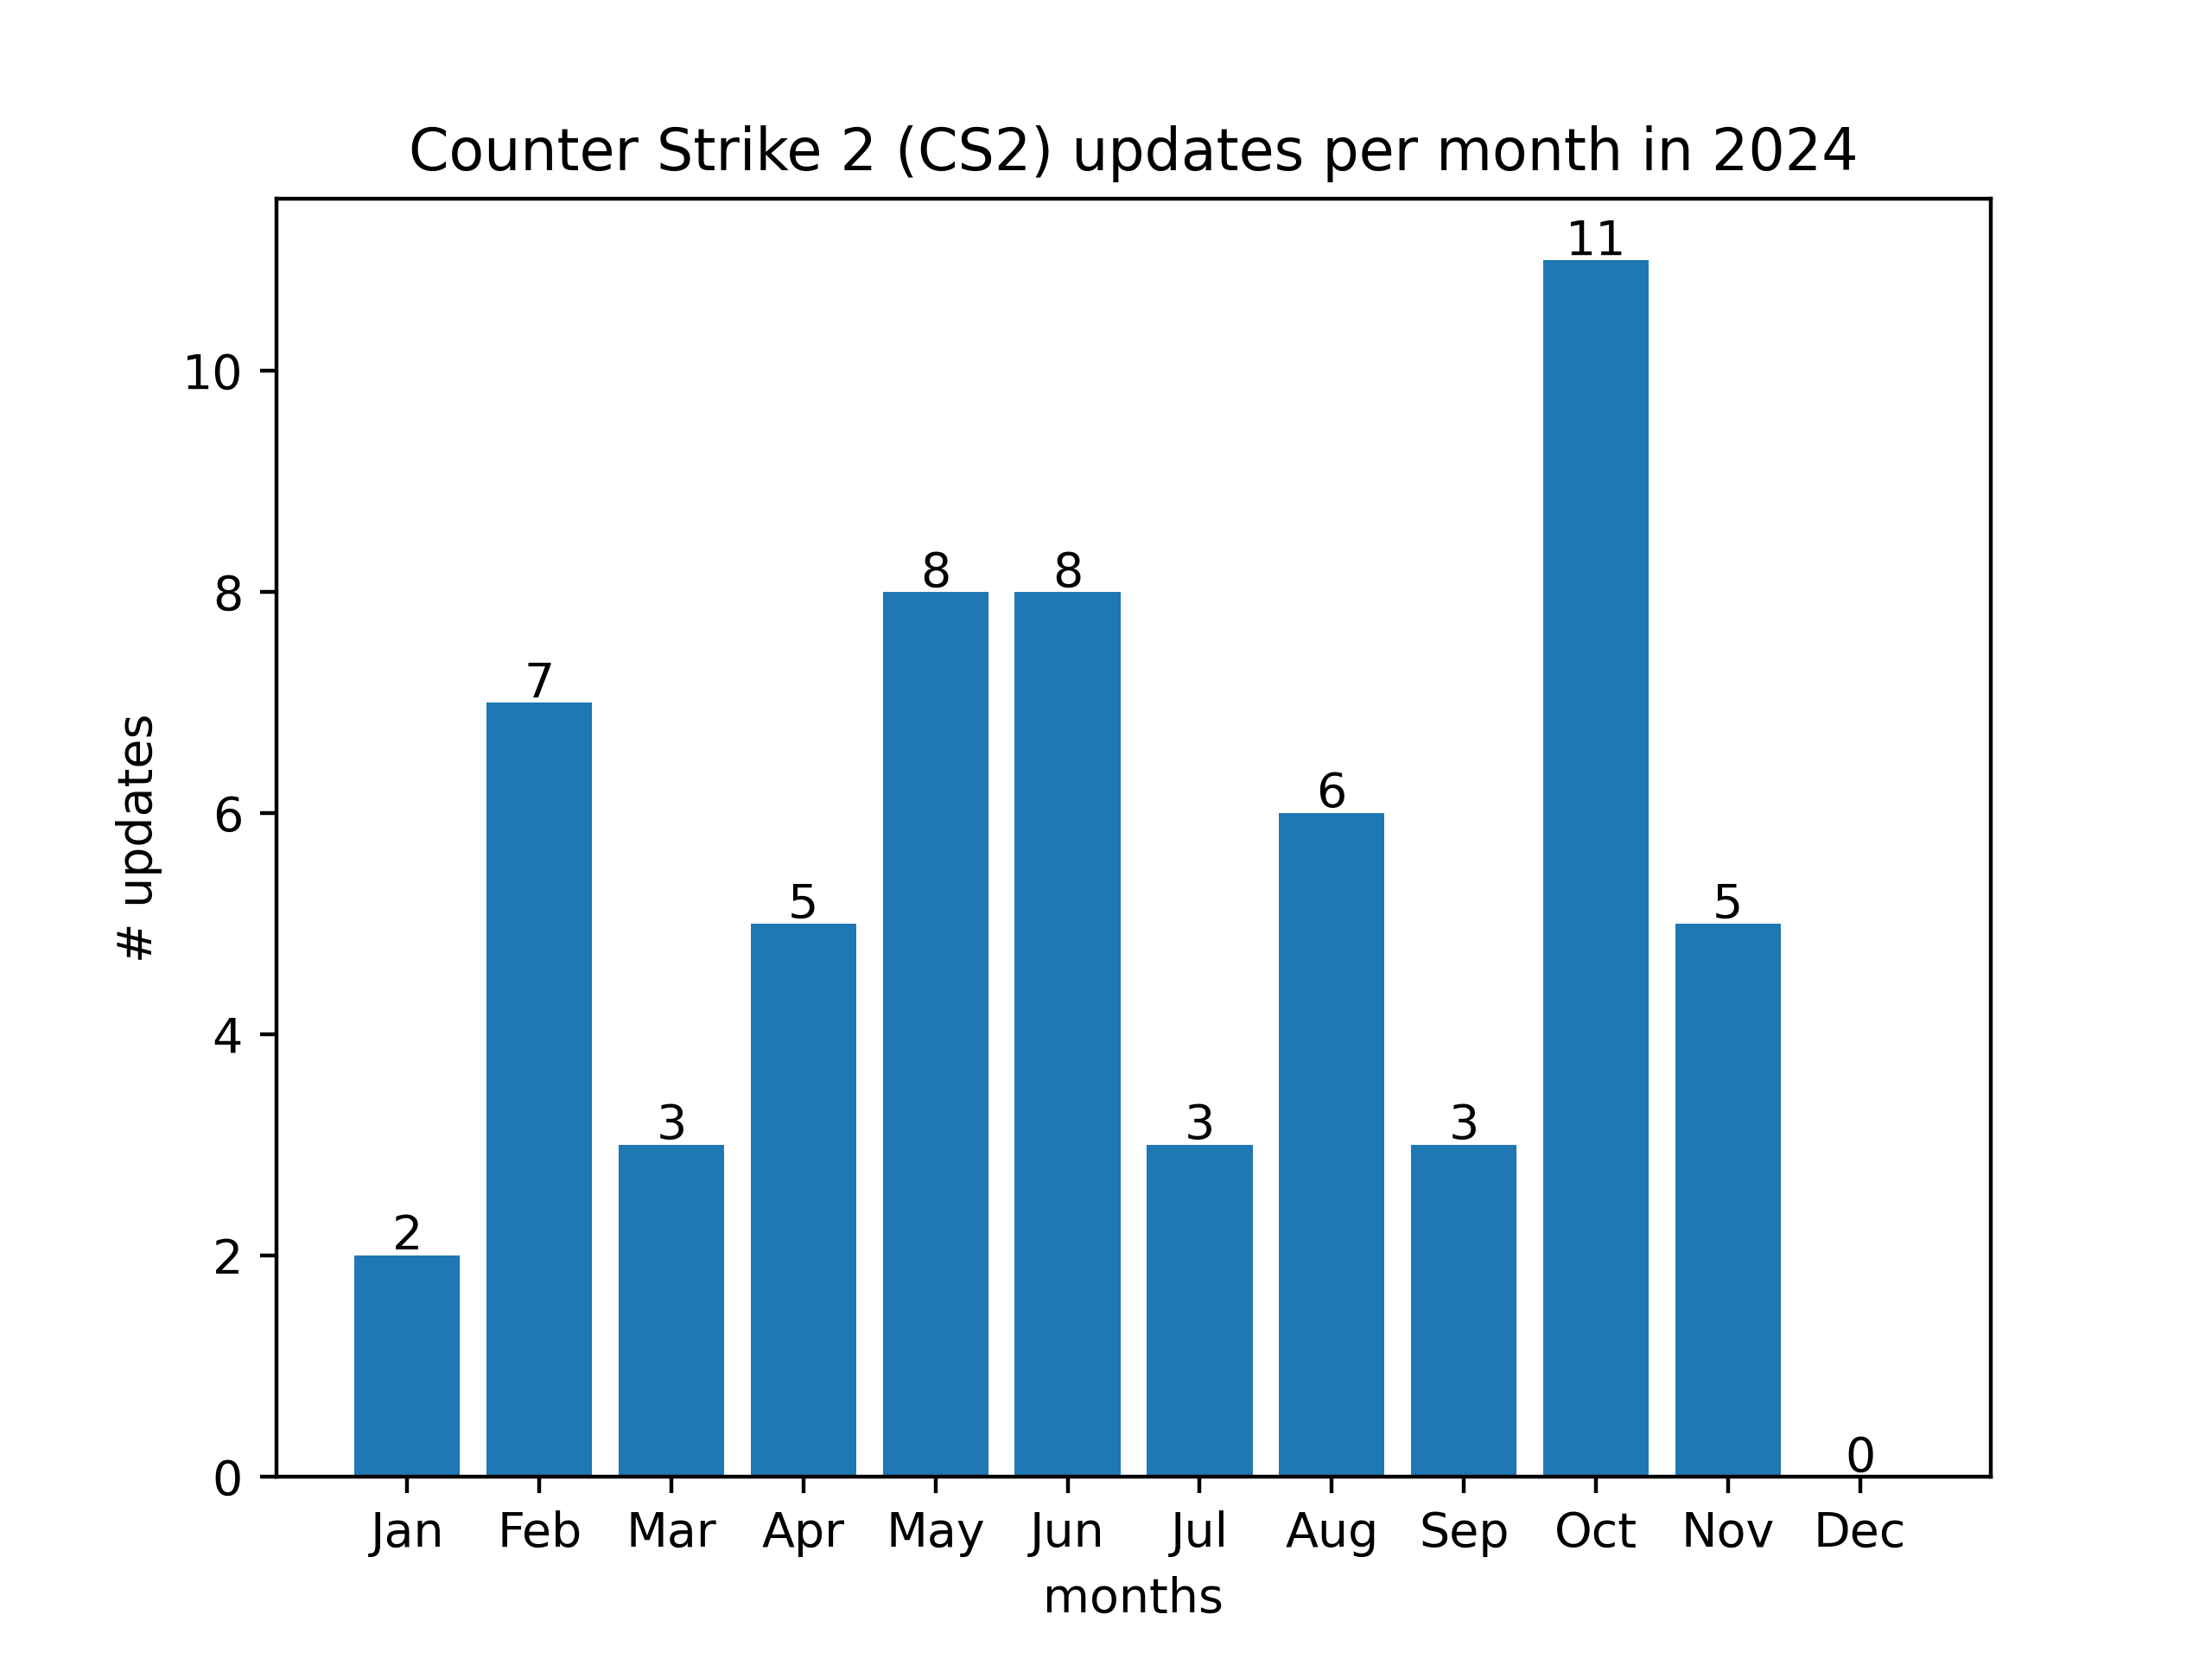 Counter Strike 2 (CS2) updates per month in 2024
11
10
8 8
8
7
# updates
6
6
5 5
4
3 3 3
2
2
0
0
Jan Feb Mar Apr May Jun Jul Aug Sep Oct Nov Dec
months